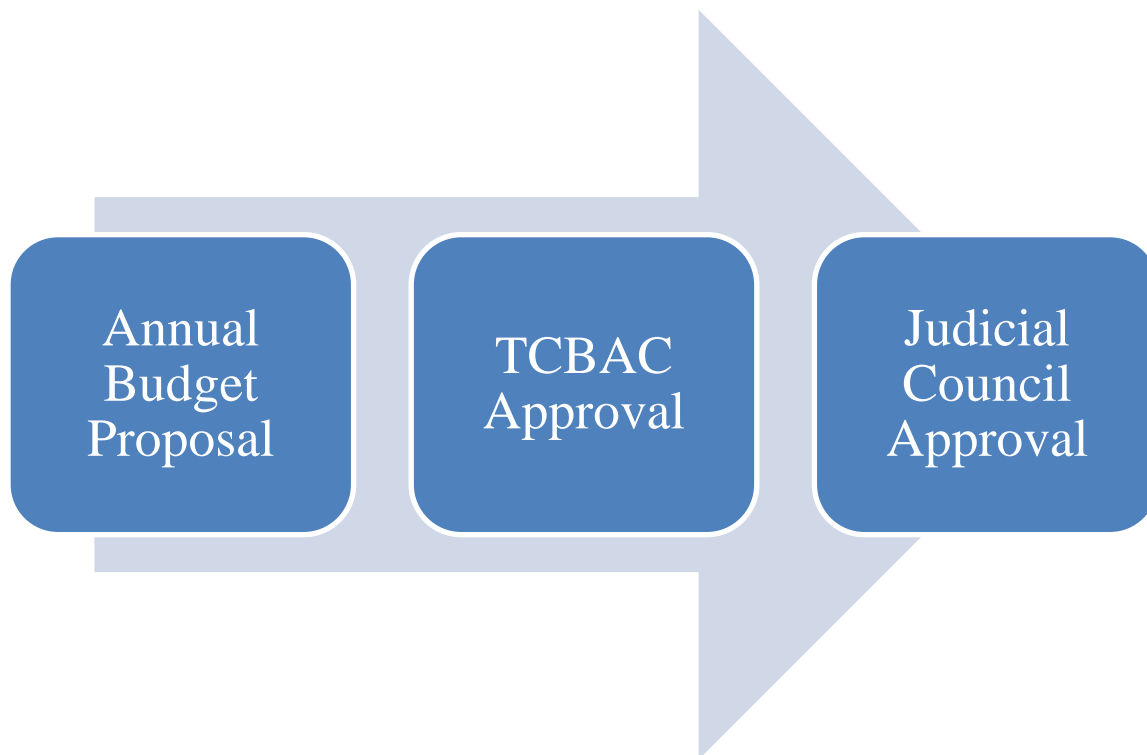 Annual
Budget
Proposal
TCBAC
Approval
Judicial
Council
Approval